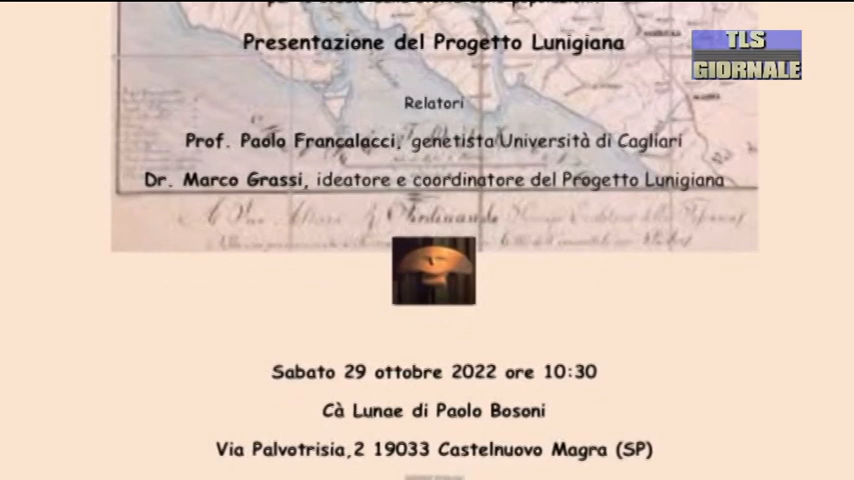 Presentazione del Progetto Lunigiana
TLS
GIORNALE
Relatori
Prof. Paolo Francalacci, genetista Università di Cagliari
Dr. Marco Grassi, ideatore e coordinatore del Progetto Lunigiana
Ferdinando
Sabato 29 ottobre 2022 ore 10:30
Cà Lunae di Paolo Bosoni
Via Palvotrisia,2 19033 Castelnuovo Magra (SP)